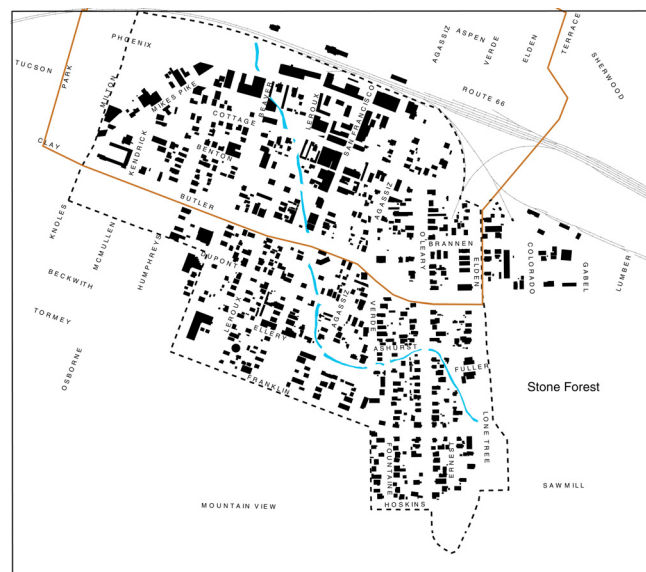 PHOENIX
TUCSON
PARK
MILTON
MIKES PIKE
BEAVER
LEROUX
SAN FRANCISCO
AGASSIZ
ASPEN
VERDE
ELDEN
TERRACE
SHERWOOD
ROUTE 66
COTTAGE
KENDRICK
BENTON
CLAY
BUTLER
AGASSIZ
KNOLES
MCMULLEN
HUMPHREYS
DUPONT
O'LEARY
BRANNEN
ELDEN
COLORADO
GABEL
LUMBER
BECKWITH
TORMEY
OSBORNE
LEROUX
ELLERY
AGASSIZ
VERDE
ASHURST
FULLER
FRANKLIN
Stone Forest
FOUNTAINE
ERNEST
LONE TREE
HOSKINS
SAWMILL
MOUNTAIN VIEW